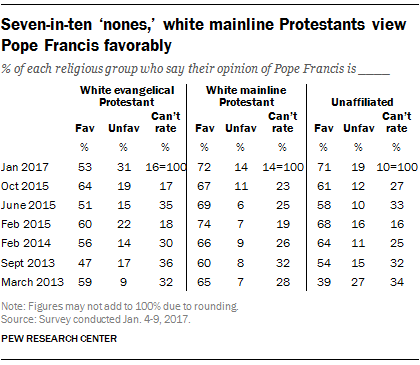 Seven-in-ten ‘nones,’ white mainline Protestants view
Pope Francis favorably
% of each religious group who say their opinion of Pope Francis is ____
White evangelical Protestant White mainline Protestant Unaffiliated
Fav Unfav Can’t rate Fav Unfav Can’t rate Fav Unfav Can’t rate
% % % % % % % % %
Jan 2017 53 31 16=100 72 14 14=100 71 19 10=100
Oct 2015 64 19 17 67 11 23 61 12 27
June 2015 51 15 35 69 6 25 58 10 33
Feb 2015 60 22 18 74 7 19 68 16 16
Feb 2014 56 14 30 66 9 26 64 11 25
Sept 2013 47 17 36 60 8 32 54 15 32
March 2013 59 9 32 65 7 28 39 27 34
Note: Figures may not add to 100% due to rounding.
Source: Survey conducted Jan. 4-9, 2017.
PEW RESEARCH CENTER